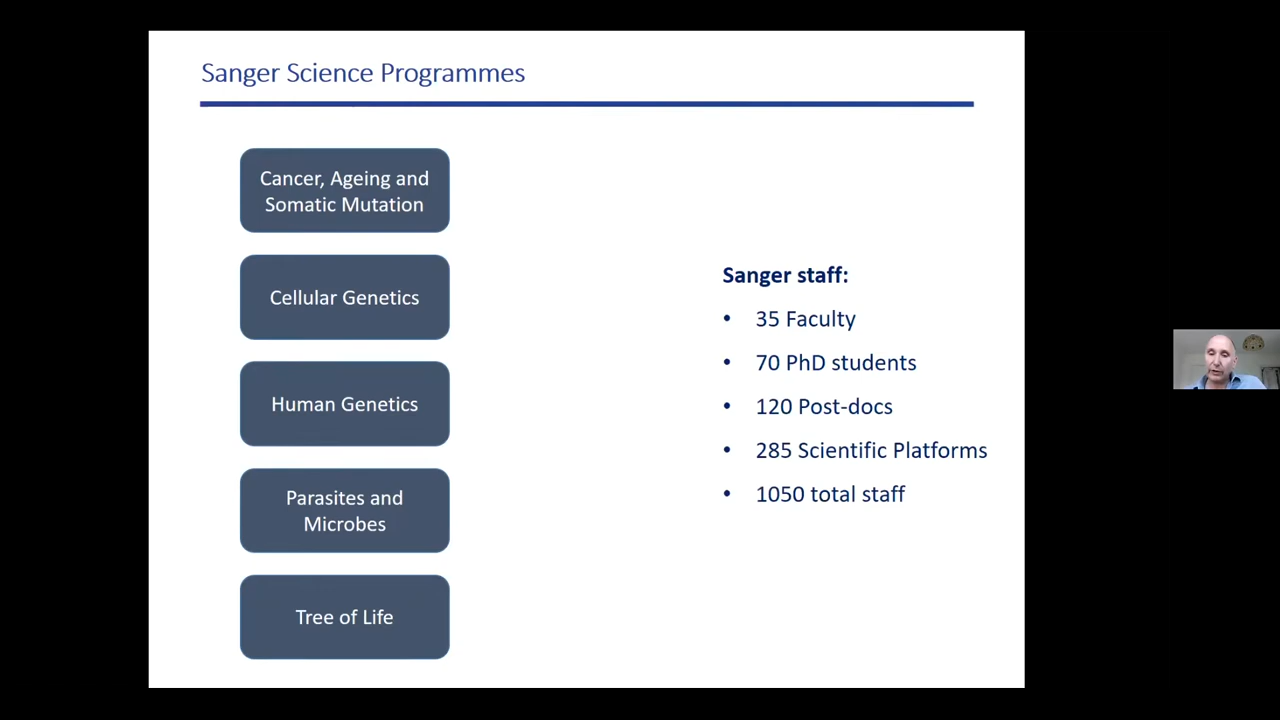 Sanger Science Programmes
Cancer, Ageing and
Somatic Mutation
Cellular Genetics
Human Genetics
Parasites and
Microbes
Tree of Life
Sanger staff:
• 35 Faculty
• 70 PhD students
• 120 Post-docs
• 285 Scientific Platforms
• 1050 total staff